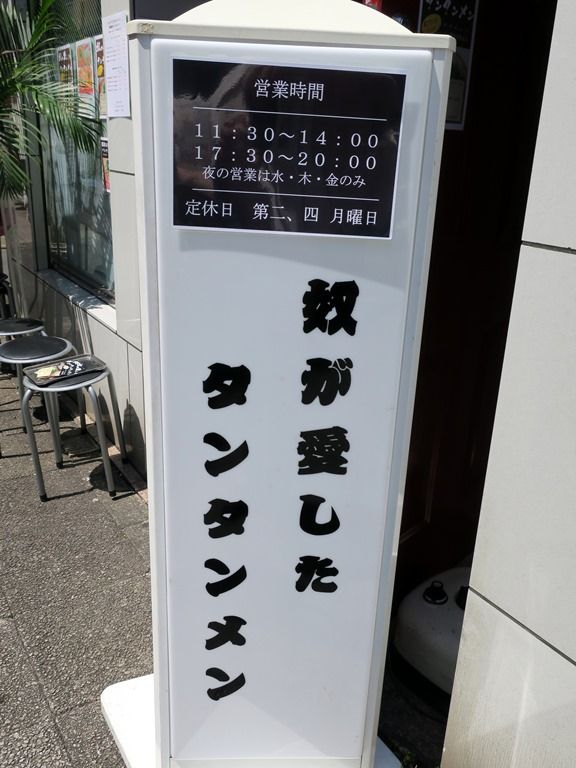 営業時間
11：30～14：00
17：30～20：00
夜の営業は水・木・金のみ
定休日　第二、四 月曜日
奴が愛した
タンタンメン